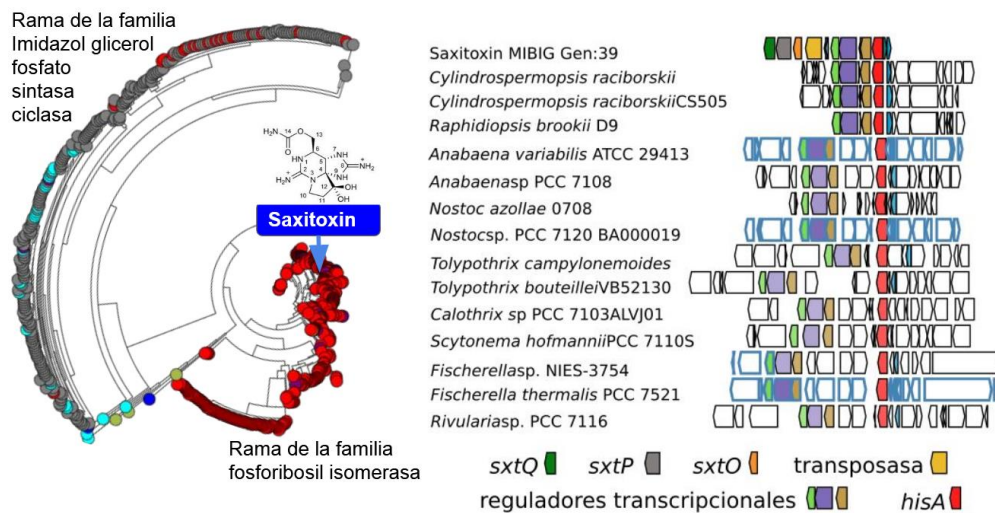 Rama de la familia
Imidazol glicerol
fosfato
sintasa
ciclasa
Saxitoxin
Rama de la familia
fosforibosil isomerasa
Saxitoxin MIBIG Gen:39
Cylindrospermopsis raciborskii
Cylindrospermopsis raciborskiiCS505
Raphidiopsis brookii D9
Anabaena variabilis ATCC 29413
Anabaenasp PCC 7108
Nostoc azollae 0708
Nostocsp. PCC 7120 BA000019
Tolypothrix campylonemoides
Tolypothrix bouteilleiVB52130
Calothrix sp PCC 7103ALVJ01
Scytonema hofmanniiPCC 7110S
Fischerellasp. NIES-3754
Fischerella thermalis PCC 7521
Rivulariasp. PCC 7116
sxtQ sxtP sxtO transposasa
reguladores transcripcionales hisA